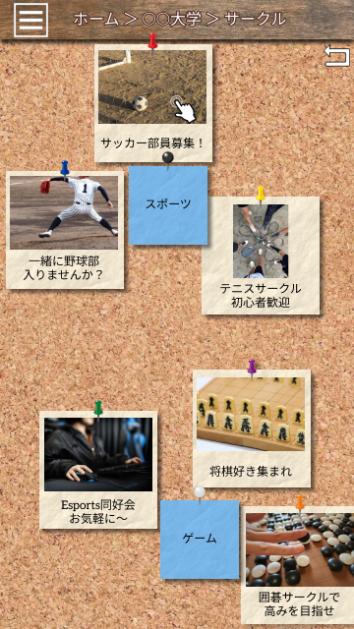 ホーム ＞ 〇〇大学 ＞ サークル
サッカー部員募集！
スポーツ
1
一緒に野球部
入りませんか？
テニスサークル
初心者歓迎
将棋好き集まれ
Esports同好会
お気軽に～
ゲーム
囲碁サークルで
高みを目指せ